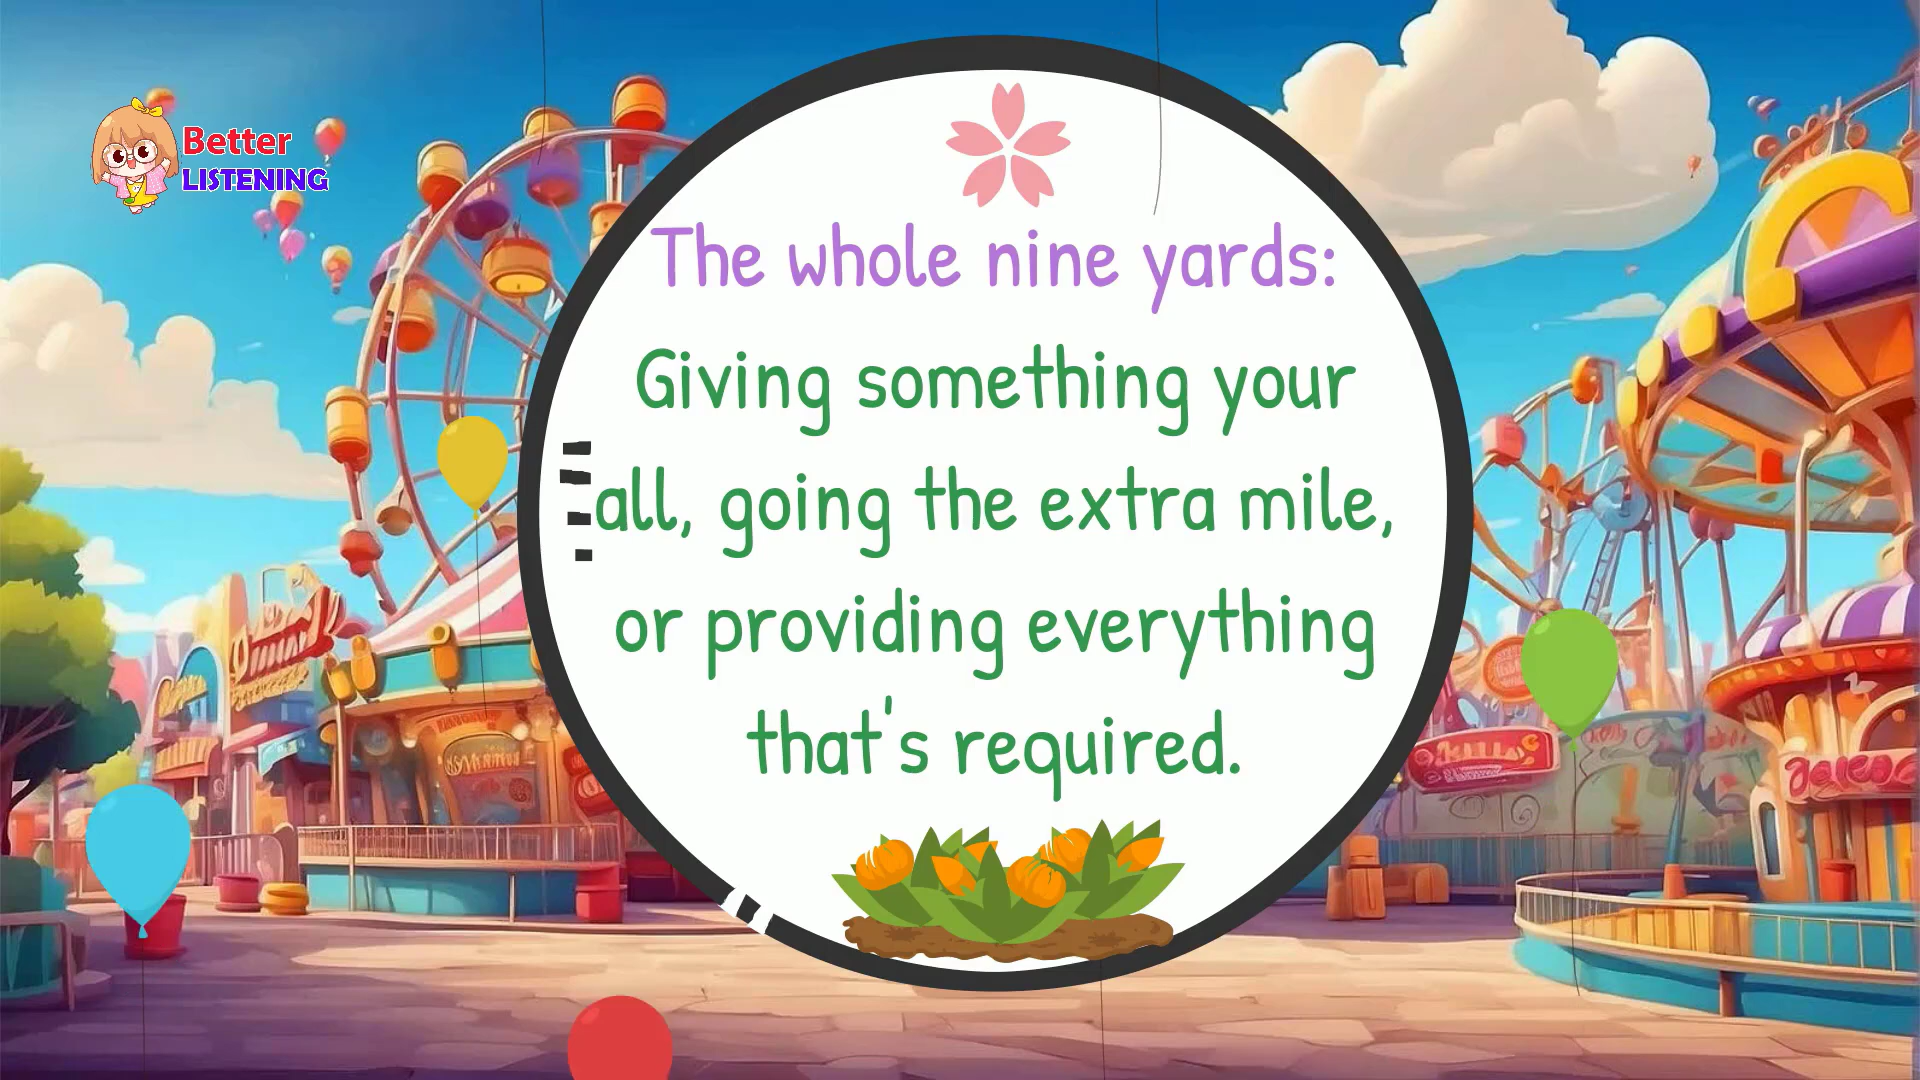 Better
LISTENING
The whole nine yards:
Giving something your
all, going the extra mile,
or providing everything
that's required.